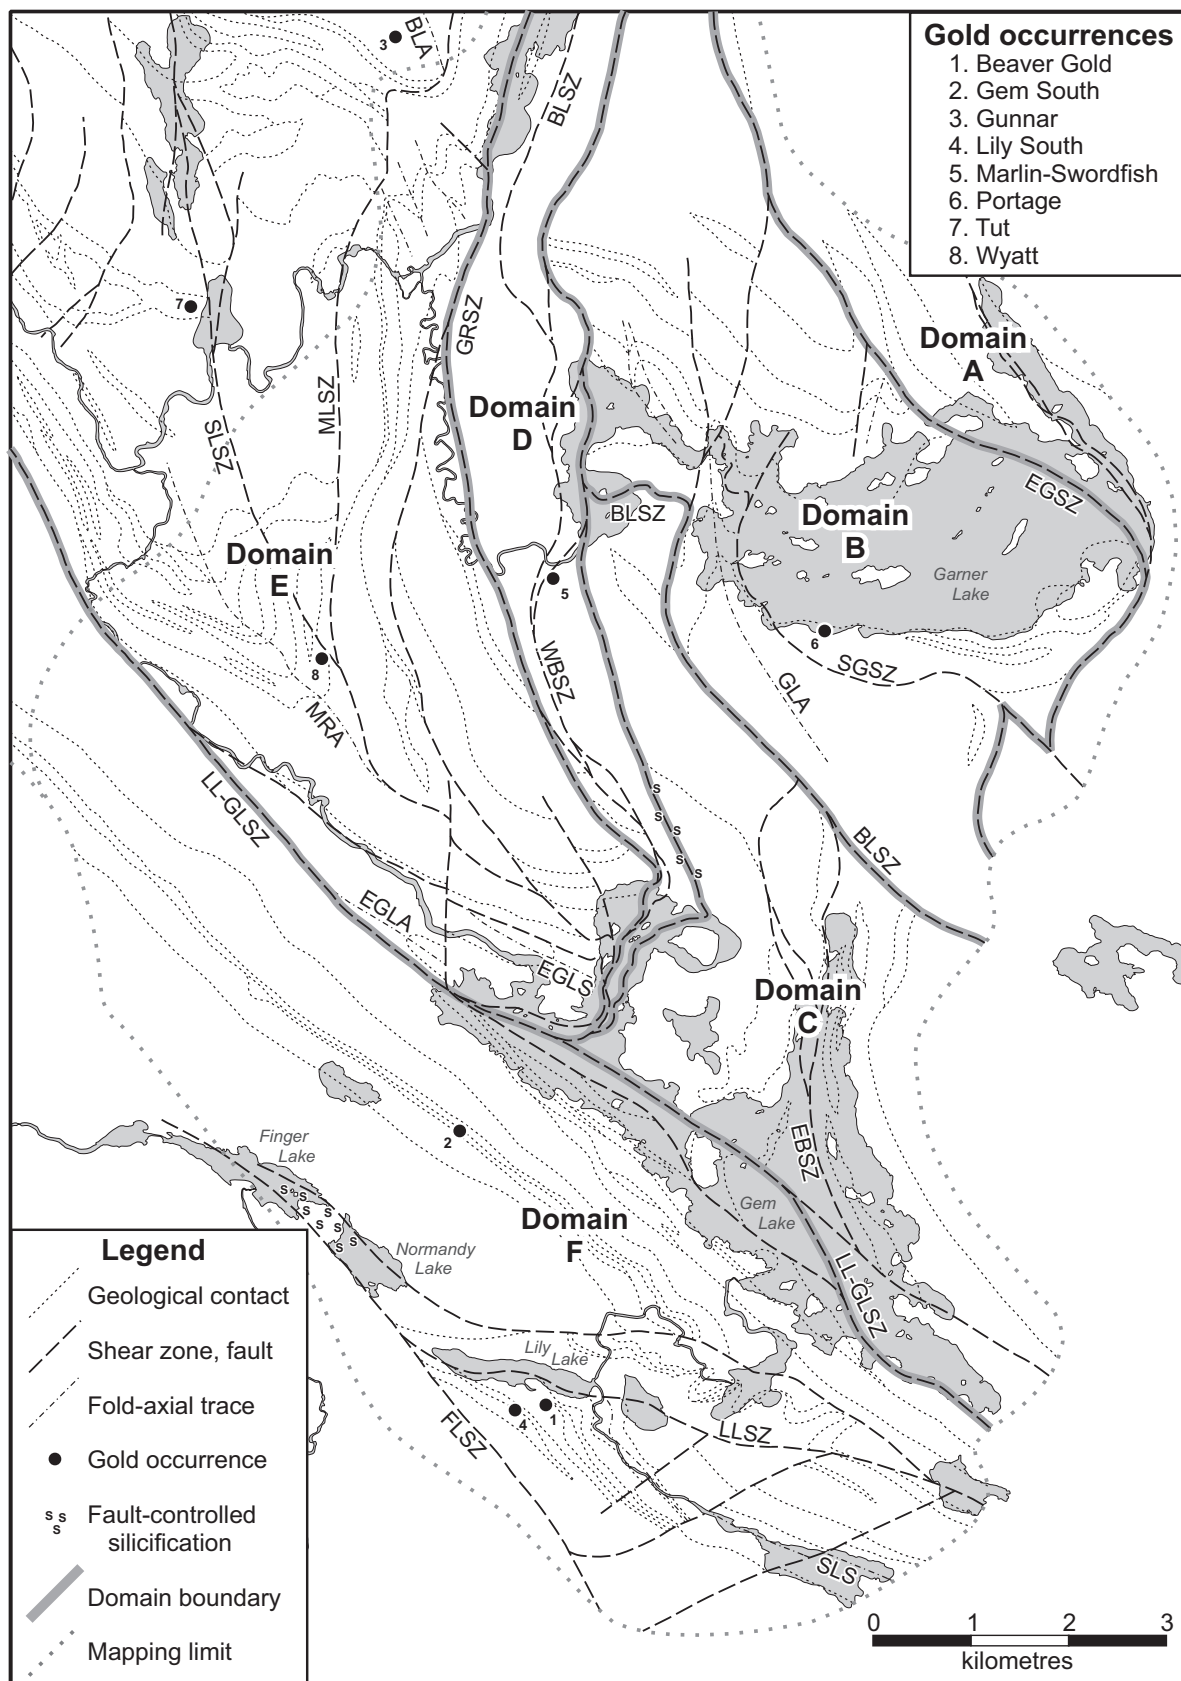 Gold occurrences
1. Beaver Gold
2. Gem South
3. Gunnar
4. Lily South
5. Marlin-Swordfish
6. Portage
7. Tut
8. Wyatt
3
BLA
BLSZ
7
GRSZ
MLSZ
SLSZ
Domain
A
Domain
D
EGSZ
BLSZ
Domain
B
Garner
Lake
Domain
E
5
6
8
WBSZ
SGSZ
GLA
MRA
LL-GLSZ
S
S
S
S
S
BLSZ
EGLA
EGLS
Domain
C
2
Finger
Lake
EBSZ
S
S
S
S
S
S
S
S
Gem
Lake
Domain
F
Normandy
Lake
LL-GLSZ
Lily
Lake
4
1
FLSZ
LLSZ
SLS
Legend
Geological contact
Shear zone, fault
Fold-axial trace
Gold occurrence
S S
S
Fault-controlled
silicification
Domain boundary
Mapping limit
0 1 2 3
kilometres